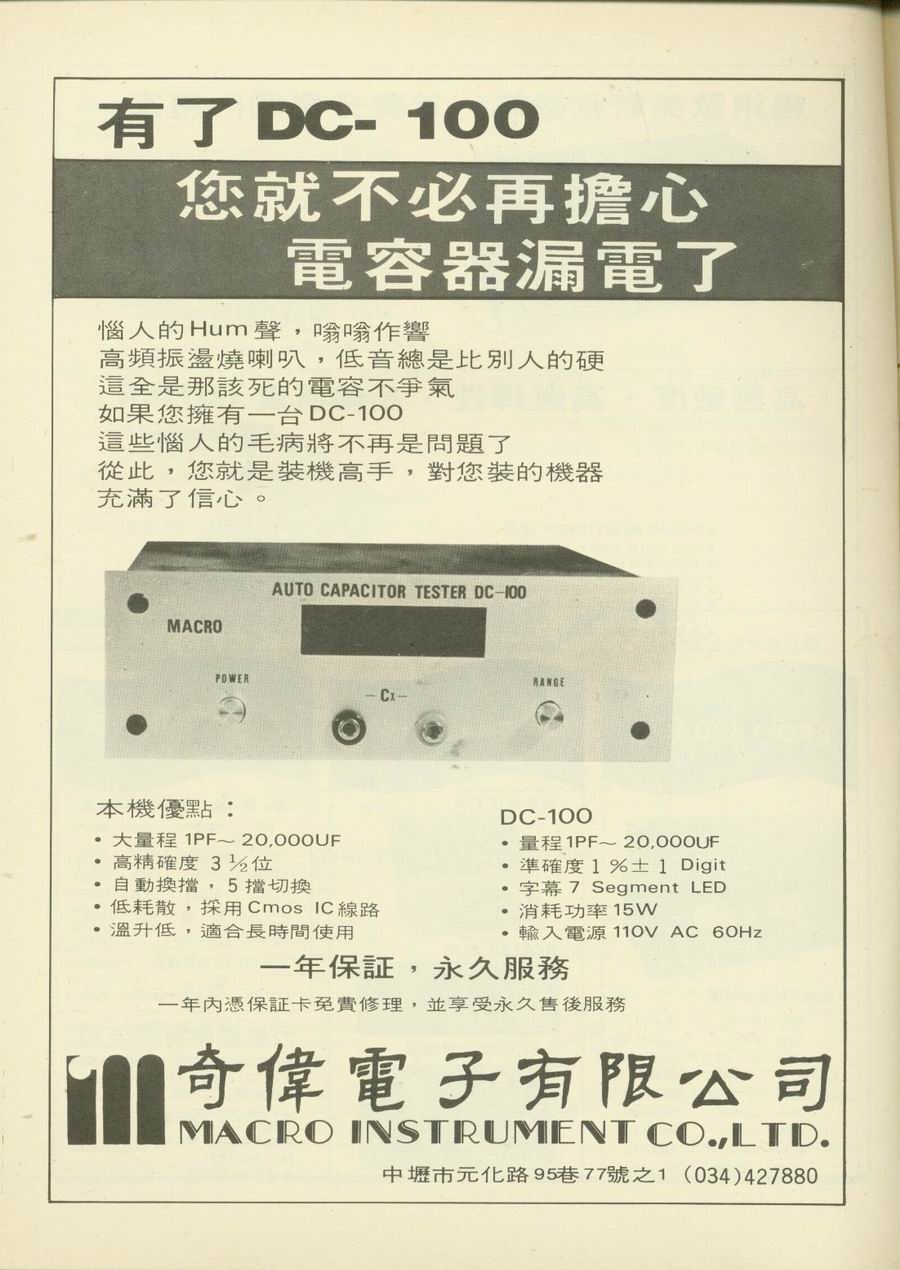 有了DC-100
您就不必再擔心
電容器漏電了
惱人的Hum聲，嗡嗡作響
高頻振盪燒喇叭，低音總是比別人的硬
這全是那該死的電容不爭氣
如果您擁有一台DC-100
這些惱人的毛病將不再是問題了
從此，您就是裝機高手，對您裝的機器
充滿了信心。
AUTO CAPACITOR TESTER DC-100
MACRO
POWER
-Cx-
RANGE
本機優點：
• 大量程 1PF～20,000UF
• 高精確度 3 ½位
• 自動換擋，5 擋切換
• 低耗散，採用Cmos IC線路
• 溫升低，適合長時間使用
DC-100
• 量程1PF～20,000UF
• 準確度1 %± 1 Digit
• 字幕 7 Segment LED
• 消耗功率15W
• 輸入電源 110V AC 60Hz
一年保証，永久服務
一年內憑保証卡免費修理，並享受永久售後服務
奇偉電子有限公司
MACRO INSTRUMENT CO.,LTD.
中壢市元化路95巷77號之1 (034)427880